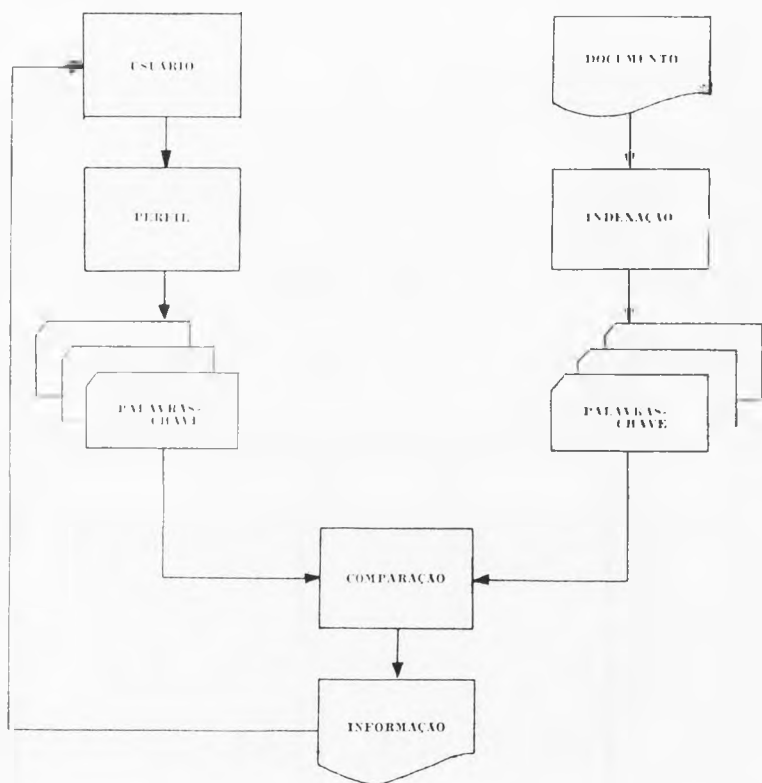 USUÁRIO
DOCUMENTO
PERFIL
INDEXAÇÃO
PALAVRAS-
CHAVE
PALAVRAS-
CHAVE
COMPARAÇÃO
INFORMAÇÃO